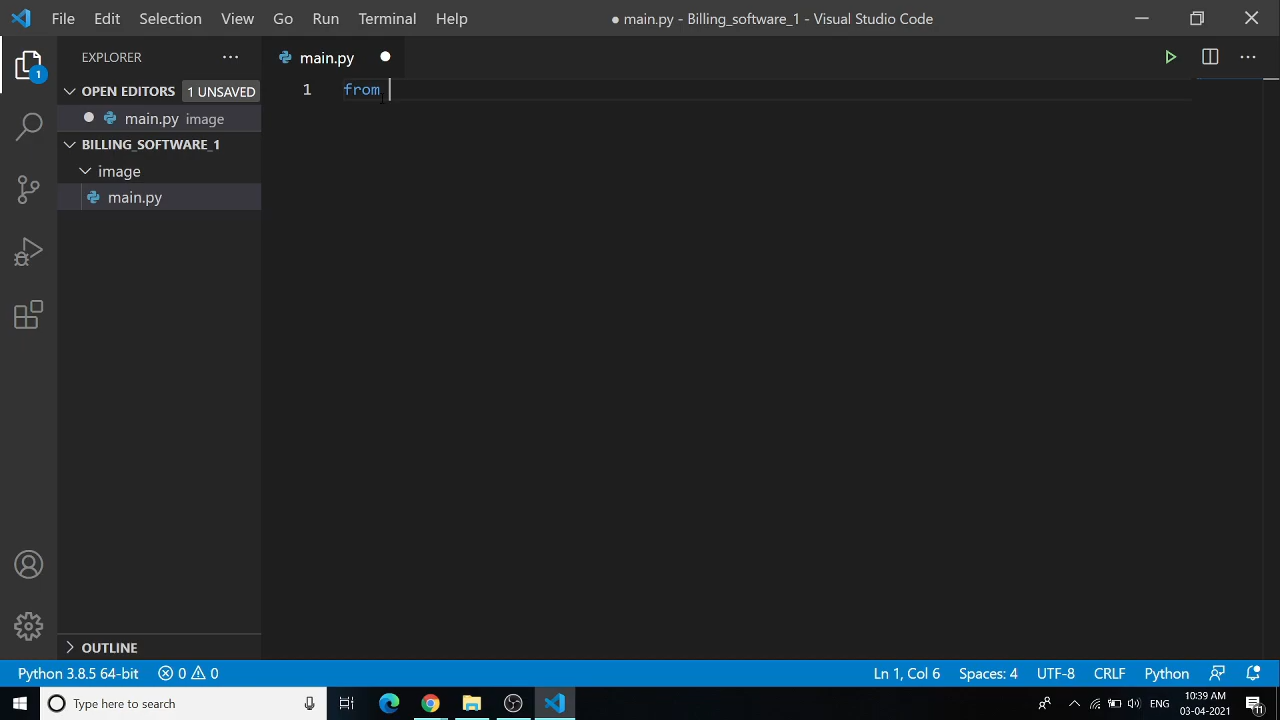 File Edit Selection View Go Run Terminal Help ● main.py - Billing_software_1 - Visual Studio Code
EXPLORER
main.py
OPEN EDITORS 1 UNSAVED
main.py image
BILLING_SOFTWARE_1
image
main.py
1 from
1
OUTLINE
Python 3.8.5 64-bit 0 0 Ln 1, Col 6 Spaces: 4 UTF-8 CRLF Python
Type here to search
ENG
10:39 AM
03-04-2021
11